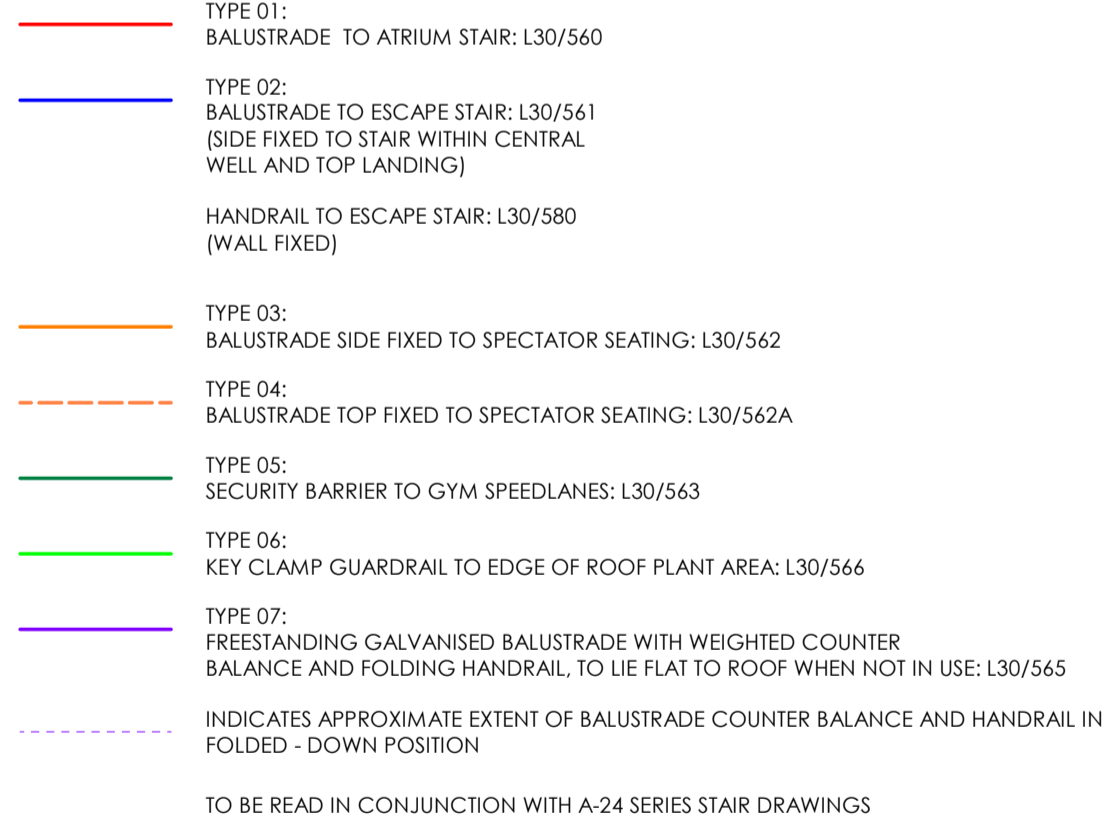 TYPE 01:
BALUSTRADE TO ATRIUM STAIR: L30/560
TYPE 02:
BALUSTRADE TO ESCAPE STAIR: L30/561
(SIDE FIXED TO STAIR WITHIN CENTRAL
WELL AND TOP LANDING)
HANDRAIL TO ESCAPE STAIR: L30/580
(WALL FIXED)
TYPE 03:
BALUSTRADE SIDE FIXED TO SPECTATOR SEATING: L30/562
TYPE 04:
BALUSTRADE TOP FIXED TO SPECTATOR SEATING: L30/562A
TYPE 05:
SECURITY BARRIER TO GYM SPEEDLANES: L30/563
TYPE 06:
KEY CLAMP GUARDRAIL TO EDGE OF ROOF PLANT AREA: L30/566
TYPE 07:
FREESTANDING GALVANISED BALUSTRADE WITH WEIGHTED COUNTER
BALANCE AND FOLDING HANDRAIL, TO LIE FLAT TO ROOF WHEN NOT IN USE: L30/565
INDICATES APPROXIMATE EXTENT OF BALUSTRADE COUNTER BALANCE AND HANDRAIL IN
FOLDED - DOWN POSITION
TO BE READ IN CONJUNCTION WITH A-24 SERIES STAIR DRAWINGS